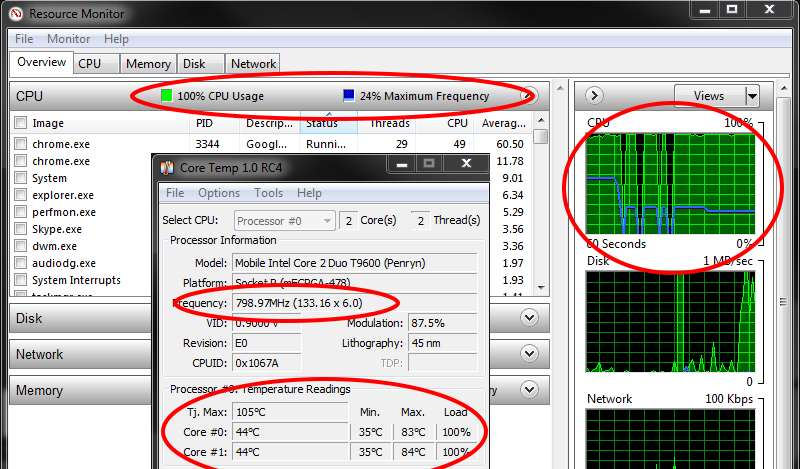 Resource Monitor
File Monitor Help
Overview CPU Memory Disk Network
CPU 100% CPU Usage 24% Maximum Frequency
Image PID Descrip... Status Threads CPU Averag...
chrome.exe 3344 Googl... Runni... 29 49 60.50
chrome.exe 11.78
System 9.01
explorer.exe 6.34
perfmon.exe 5.29
Skype.exe 3.56
dwm.exe 3.36
audiodg.exe 1.97
System Interrupts 1.93
1.41
Disk
Network
Memory
Core Temp 1.0 RC4
File Options Tools Help
Select CPU: Processor #0 2 Core(s) 2 Thread(s)
Processor Information
Model: Mobile Intel Core 2 Duo T9600 (Penryn)
Platform: Socket P (mFCPGA-478)
Frequency: 798.97MHz (133.16 x 6.0)
VID: 0.9000 V Modulation: 87.5%
Revision: E0 Lithography: 45 nm
CPUID: 0x1067A TDP:
Processor #0: Temperature Readings
Tj. Max: 105°C Min. Max. Load
Core #0: 44°C 35°C 83°C 100%
Core #1: 44°C 35°C 84°C 100%
Views
CPU 100%
60 Seconds 0%
Disk 1 MB/sec
0
Network 100 Kbps